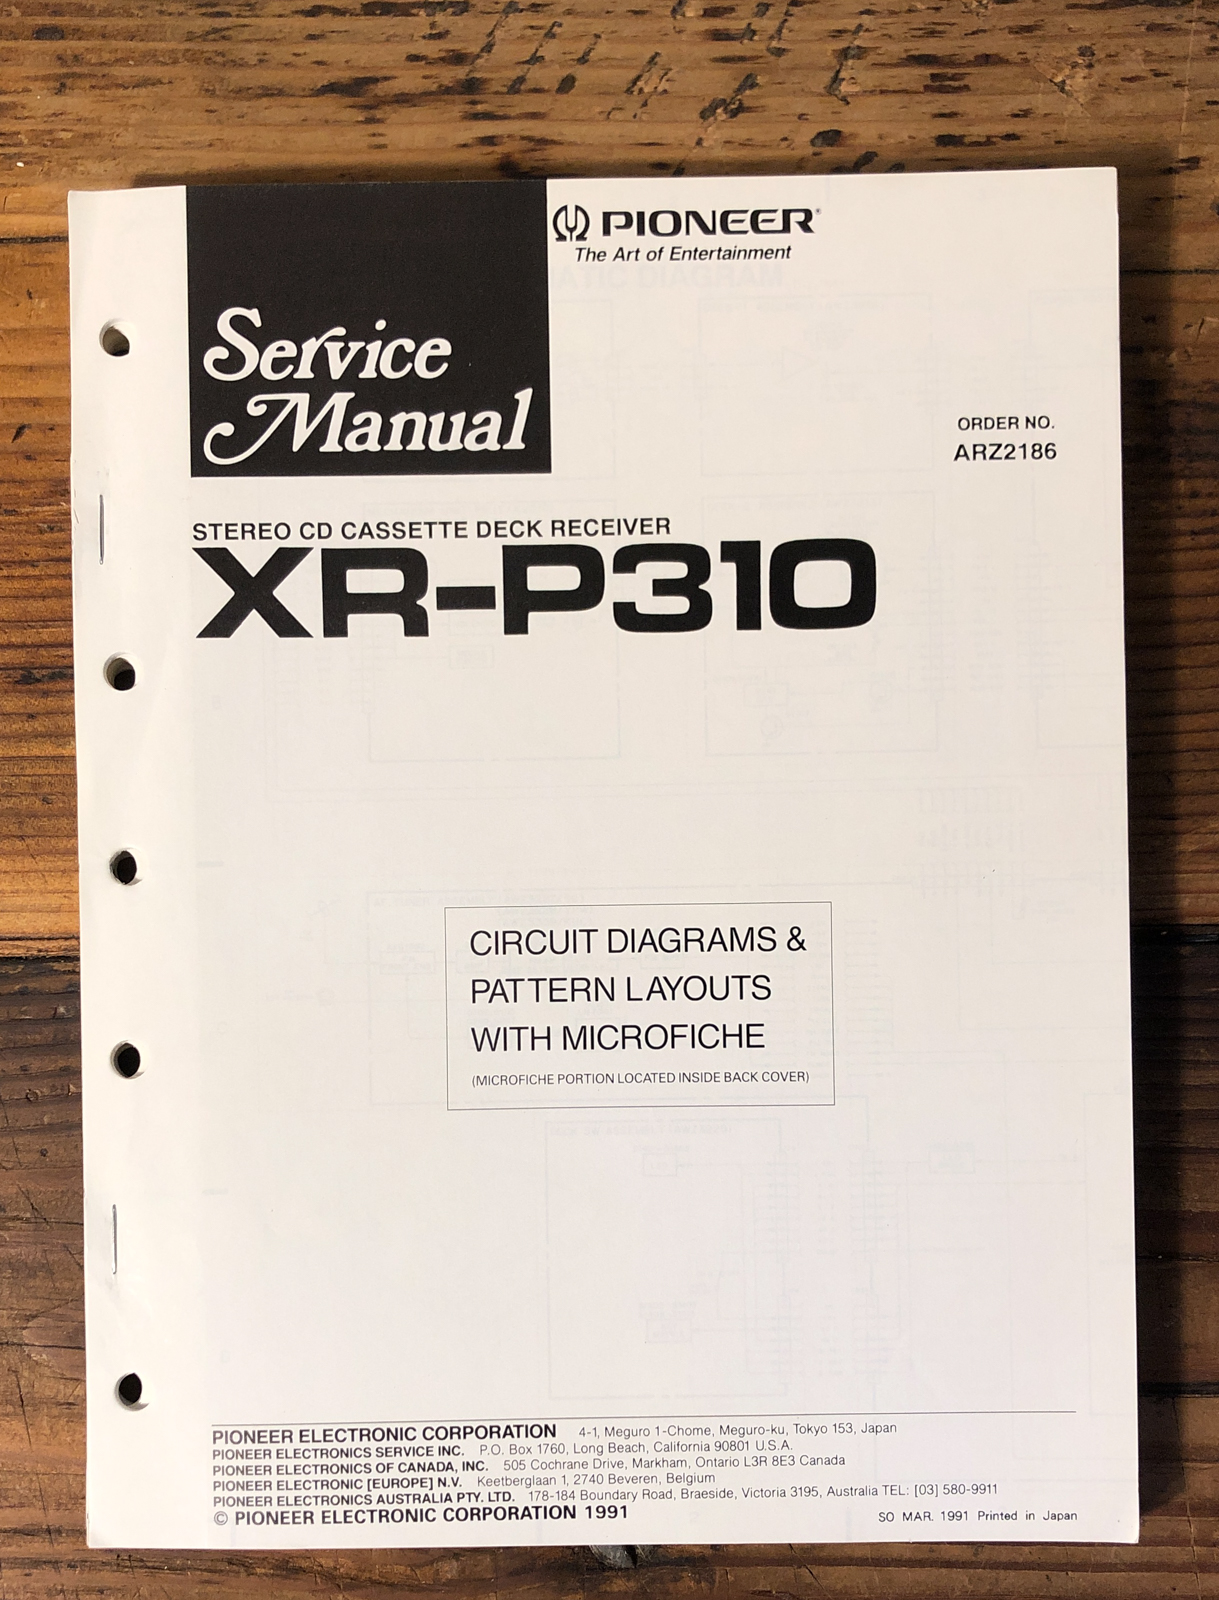 PIONEER®
The Art of Entertainment
Service
Manual
ORDER NO.
ARZ2186
STEREO CD CASSETTE DECK RECEIVER
XR-P310
CIRCUIT DIAGRAMS &
PATTERN LAYOUTS
WITH MICROFICHE
(MICROFICHE PORTION LOCATED INSIDE BACK COVER)
PIONEER ELECTRONIC CORPORATION 4-1, Meguro 1-Chome, Meguro-ku, Tokyo 153, Japan
PIONEER ELECTRONICS SERVICE INC. P.O. Box 1760, Long Beach, California 90801 U.S.A.
PIONEER ELECTRONICS OF CANADA, INC. 505 Cochrane Drive, Markham, Ontario L3R 8E3 Canada
PIONEER ELECTRONIC [EUROPE] N.V. Keetberglaan 1, 2740 Beveren, Belgium
PIONEER ELECTRONICS AUSTRALIA PTY. LTD. 178-184 Boundary Road, Braeside, Victoria 3195, Australia TEL: [03] 580-9911
© PIONEER ELECTRONIC CORPORATION 1991
SO MAR. 1991 Printed in Japan